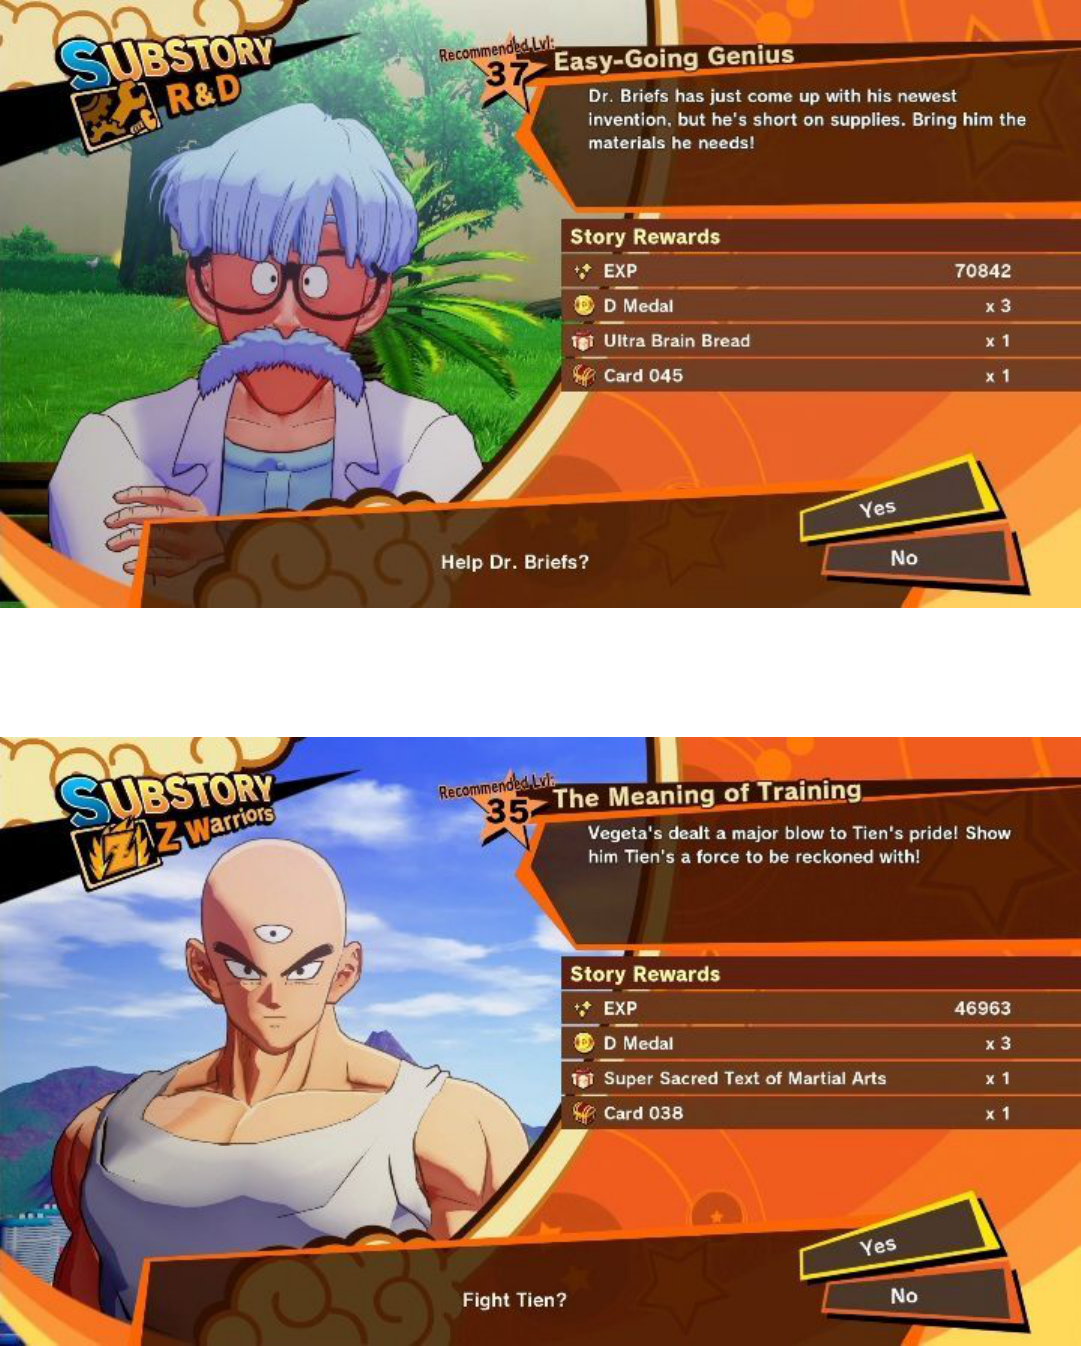 SUBSTORY
R&D
Recommended Lvl:
37
Easy-Going Genius
Dr. Briefs has just come up with his newest
invention, but he's short on supplies. Bring him the
materials he needs!
Story Rewards
EXP 70842
D Medal x 3
Ultra Brain Bread x 1
Card 045 x 1
Yes
Help Dr. Briefs?
No
SUBSTORY
Z Z Warriors
Recommended Lvl:
35
The Meaning of Training
Vegeta's dealt a major blow to Tien's pride! Show
him Tien's a force to be reckoned with!
Story Rewards
EXP 46963
D Medal x 3
Super Sacred Text of Martial Arts x 1
Card 038 x 1
Yes
Fight Tien?
No